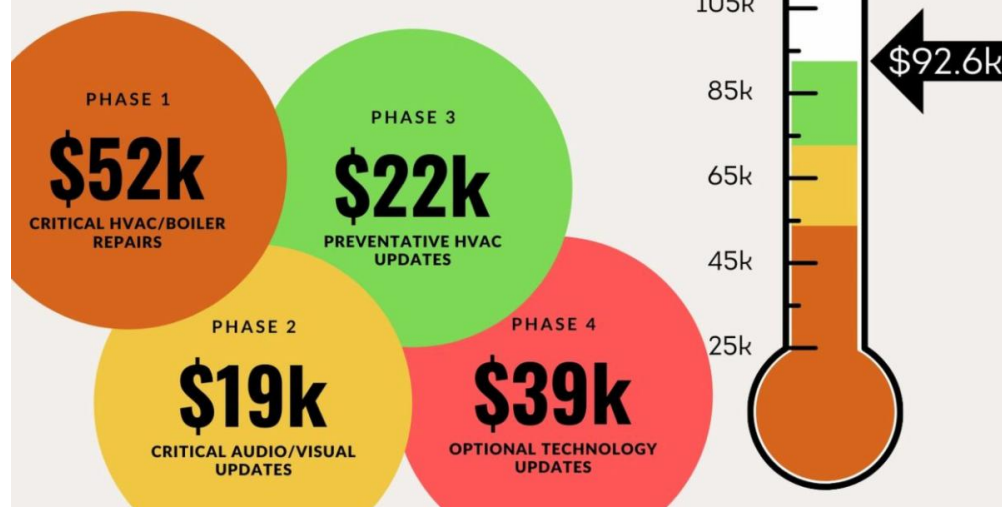 PHASE 1
$52k
CRITICAL HVAC/BOILER
REPAIRS
PHASE 3
$22k
PREVENTATIVE HVAC
UPDATES
PHASE 2
$19k
CRITICAL AUDIO/VISUAL
UPDATES
PHASE 4
$39k
OPTIONAL TECHNOLOGY
UPDATES
105k
85k
65k
45k
25k
$92.6k